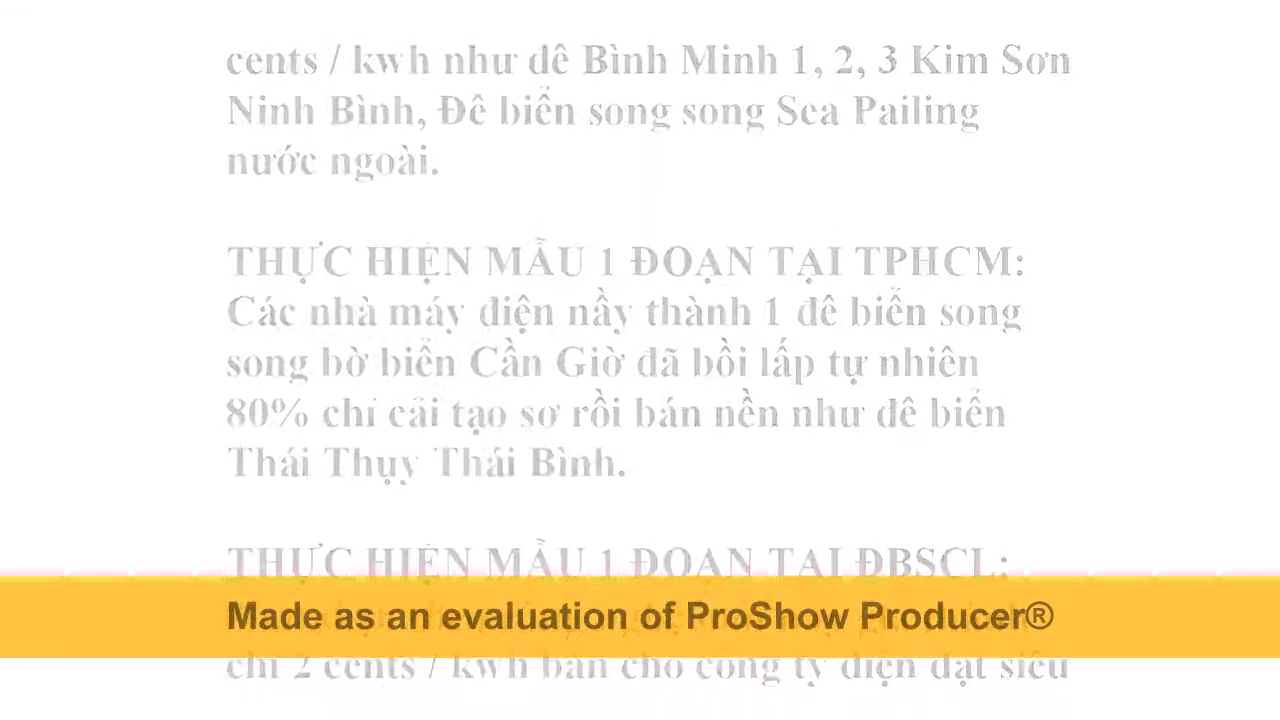 cents / kwh như đê Bình Minh 1, 2, 3 Kim Sơn
Ninh Bình, Đê biển song song Sea Pailing
nước ngoài.
THỰC HIỆN MẪU 1 ĐOẠN TẠI TPHCM:
Các nhà máy điện nầy thành 1 đê biển song
song bờ biển Cần Giờ đã bồi lấp tự nhiên
80% chỉ cải tạo sơ rồi bán nền như đê biển
Thái Thụy Thái Bình.
THỰC HIỆN MẪU 1 ĐOẠN TẠI ĐBSCL:
Made as an evaluation of ProShow Producer®
chỉ 2 cents / kwh bán cho công ty điện đạt siêu